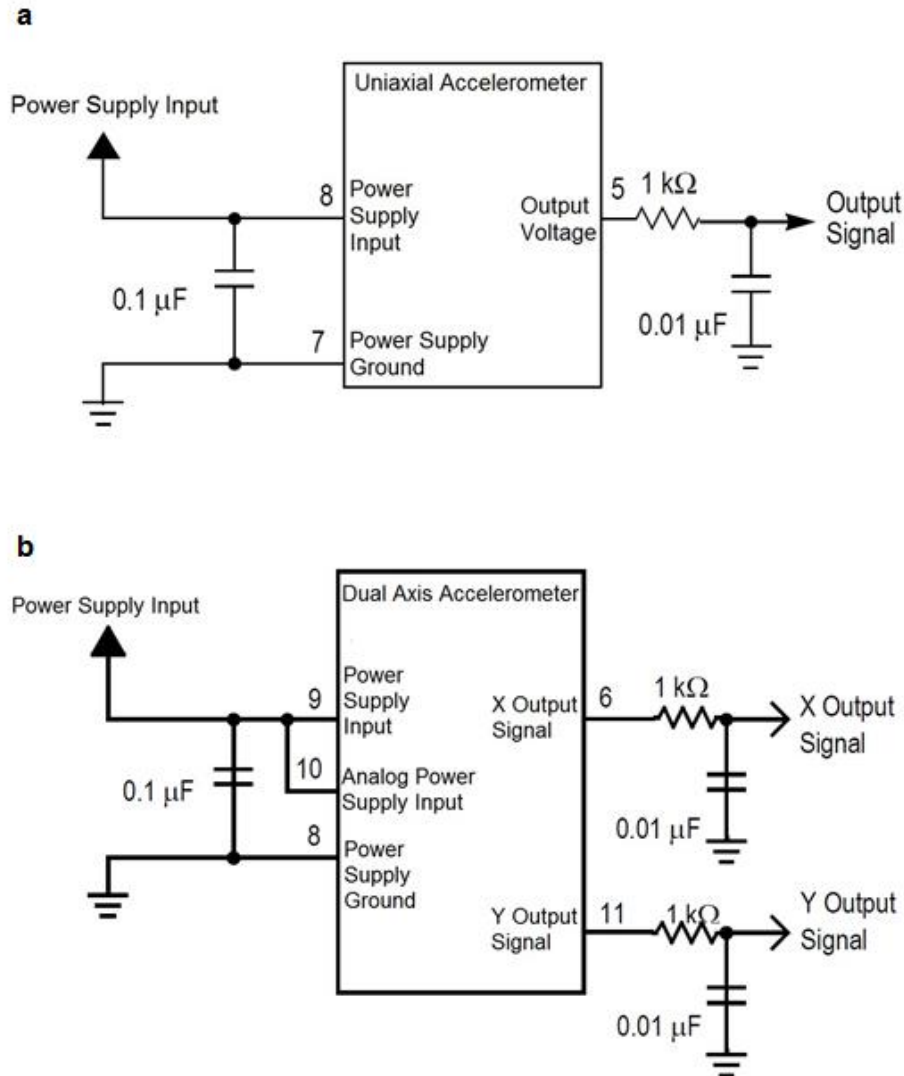 a
Uniaxial Accelerometer
Power Supply Input
8
Power
Supply
Input
5
1 kΩ
Output
Voltage
Output
Signal
0.1 μF
0.01 μF
7
Power Supply
Ground
b
Dual Axis Accelerometer
Power Supply Input
9
Power
Supply
Input
X Output
Signal
6
1 kΩ
X Output
Signal
10
Analog Power
Supply Input
0.1 μF
0.01 μF
8
Power
Supply
Ground
Y Output
Signal
11
1 kΩ
Y Output
Signal
0.01 μF